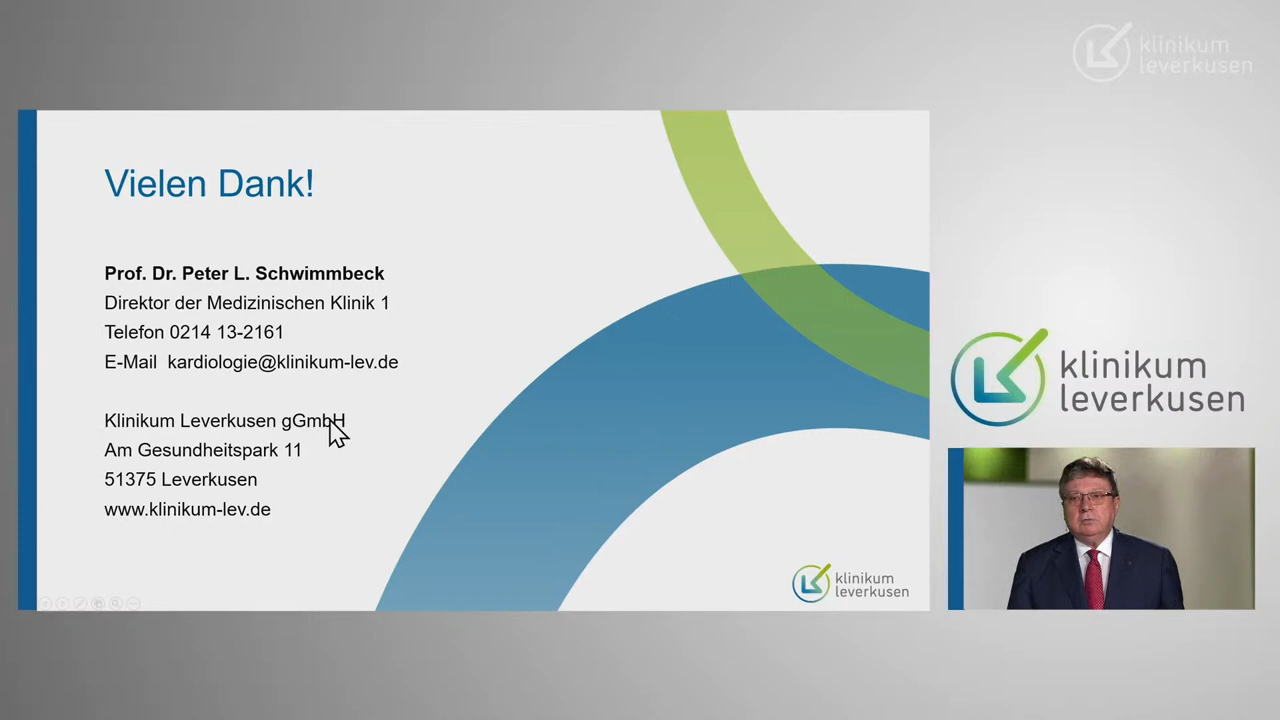 klinikum
leverkusen
Vielen Dank!
Prof. Dr. Peter L. Schwimmbeck
Direktor der Medizinischen Klinik 1
Telefon 0214 13-2161
E-Mail  kardiologie@klinikum-lev.de
Klinikum Leverkusen gGmbH
Am Gesundheitspark 11
51375 Leverkusen
www.klinikum-lev.de
klinikum
leverkusen
klinikum
leverkusen